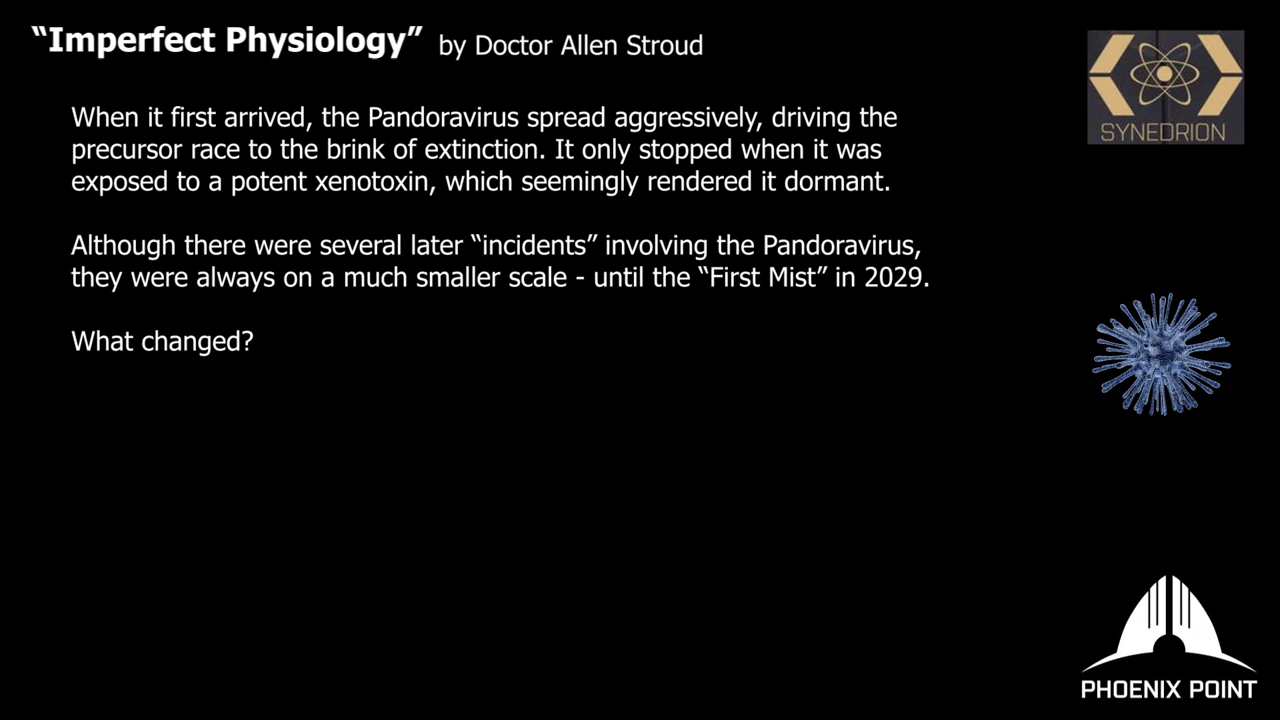 “Imperfect Physiology” by Doctor Allen Stroud
SYNEDRION
When it first arrived, the Pandoravirus spread aggressively, driving the
precursor race to the brink of extinction. It only stopped when it was
exposed to a potent xenotoxin, which seemingly rendered it dormant.
Although there were several later “incidents” involving the Pandoravirus,
they were always on a much smaller scale - until the “First Mist” in 2029.
What changed?
PHOENIX POINT